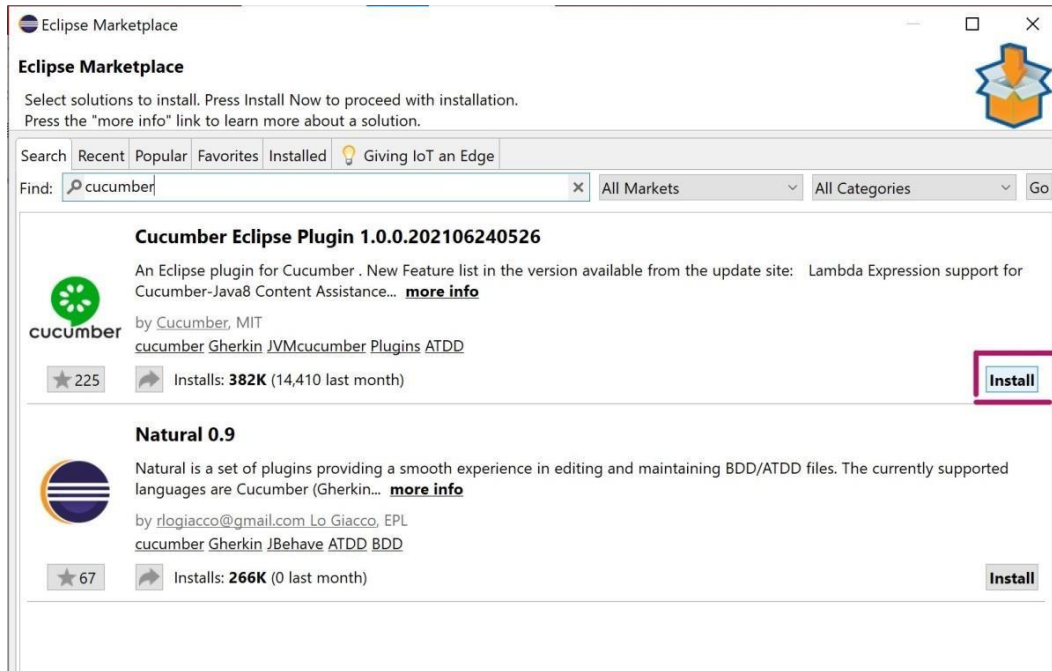 Eclipse Marketplace
Eclipse Marketplace
Select solutions to install. Press Install Now to proceed with installation.
Press the "more info" link to learn more about a solution.
Search Recent Popular Favorites Installed Giving IoT an Edge
Find: cucumber All Markets All Categories Go
Cucumber Eclipse Plugin 1.0.0.202106240526
An Eclipse plugin for Cucumber . New Feature list in the version available from the update site: Lambda Expression support for
Cucumber-Java8 Content Assistance... more info
cucumber
by Cucumber, MIT
cucumber Gherkin JVMcucumber Plugins ATDD
225 Installs: 382K (14,410 last month) Install
Natural 0.9
Natural is a set of plugins providing a smooth experience in editing and maintaining BDD/ATDD files. The currently supported
languages are Cucumber (Gherkin... more info
by rlogiacco@gmail.com Lo Giacco, EPL
cucumber Gherkin JBehave ATDD BDD
67 Installs: 266K (0 last month) Install